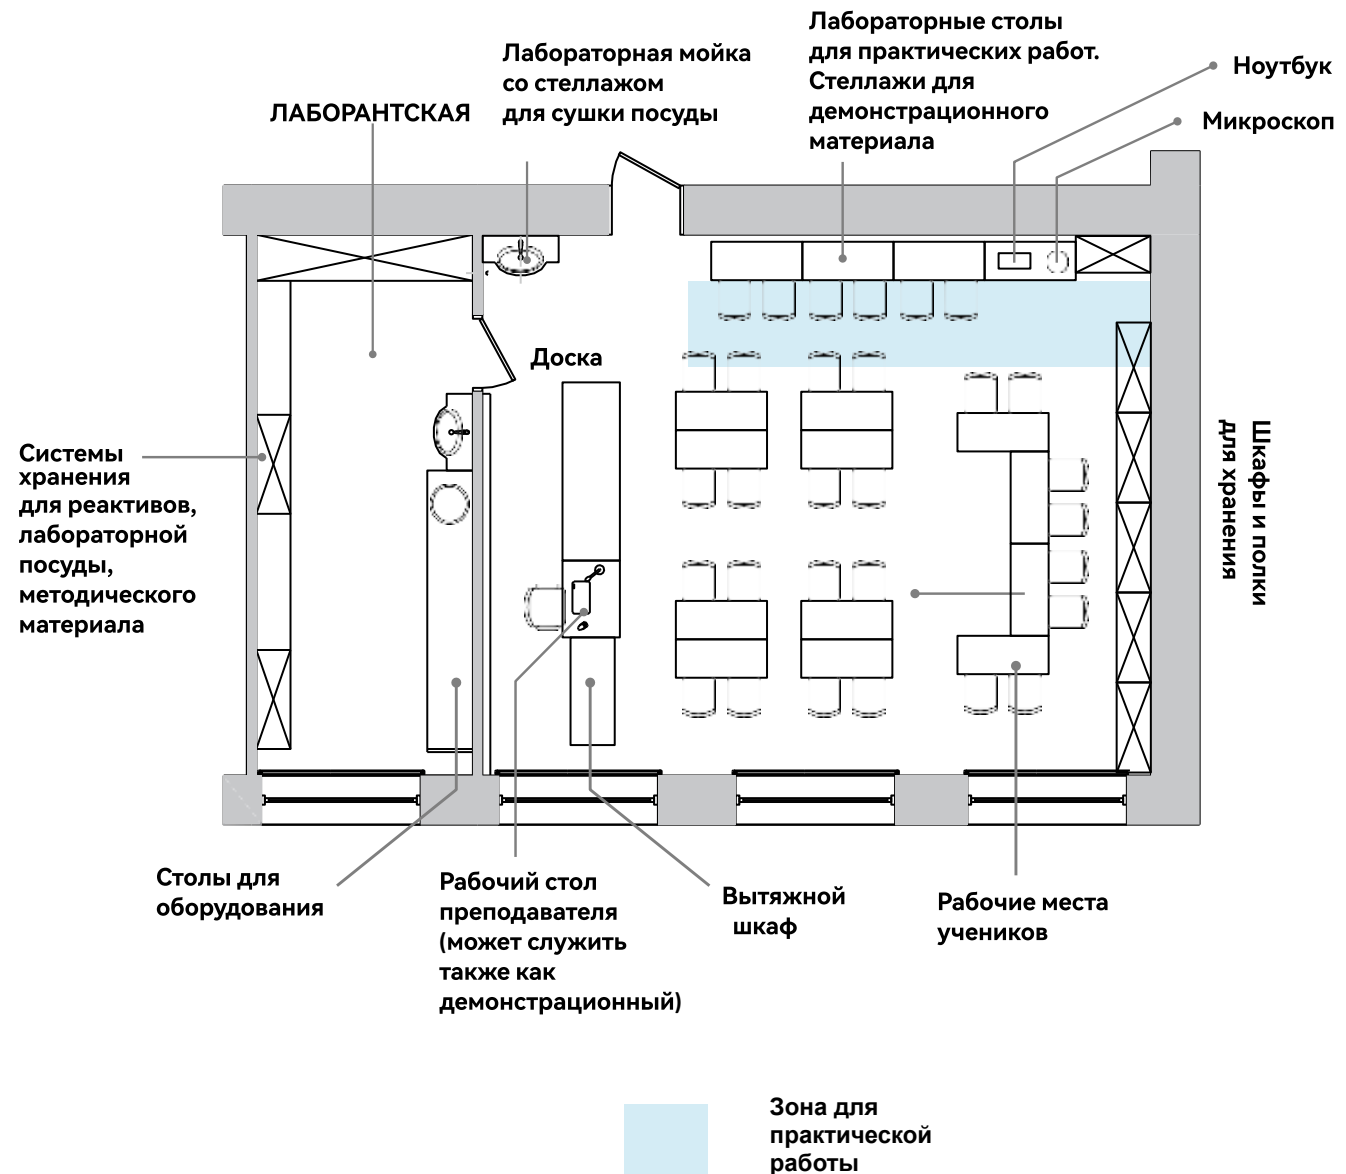 Лабораторные столы
для практических работ.
Стеллажи для
демонстрационного
материала
Лабораторная мойка
со стеллажом
для сушки посуды
Ноутбук
ЛАБОРАНТСКАЯ
Микроскоп
Доска
Системы
хранения
для реактивов,
лабораторной
посуды,
методического
материала
Шкафы и полки
для хранения
Столы для
оборудования
Рабочий стол
преподавателя
(может служить
также как
демонстрационный)
Вытяжной
шкаф
Рабочие места
учеников
Зона для
практической
работы